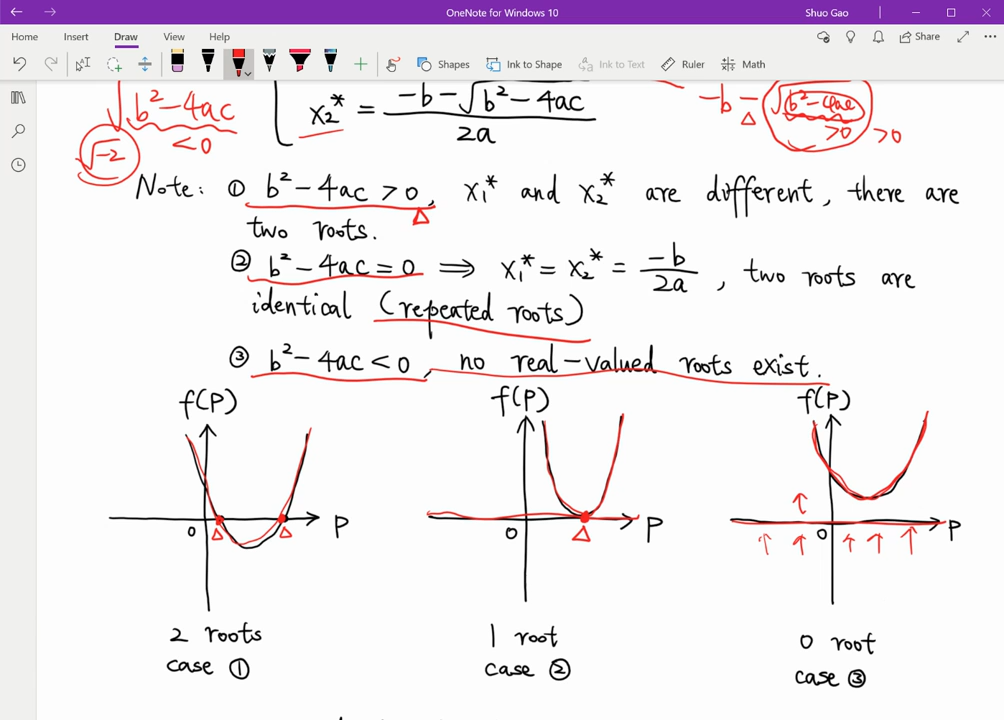 OneNote for Windows 10
Shuo Gao
Home Insert Draw View Help
Share
Shapes
Ink to Shape
Ink to Text
Ruler
Math
√b²-4ac
<0
√-2
x₂* = (-b-√b²-4ac)/2a
-b - √b²-4ac
Δ
>0 >0
Note: ① b²-4ac>0, x₁* and x₂* are different, there are
Δ
two roots.
② b²-4ac=0 ⟹ x₁*=x₂*=-b/2a, two roots are
identical (repeated roots)
③ b²-4ac<0, no real-valued roots exist.
f(P) f(P) f(P)
0 Δ Δ P
0 Δ P
0 P
2 roots
case ①
1 root
case ②
0 root
case ③